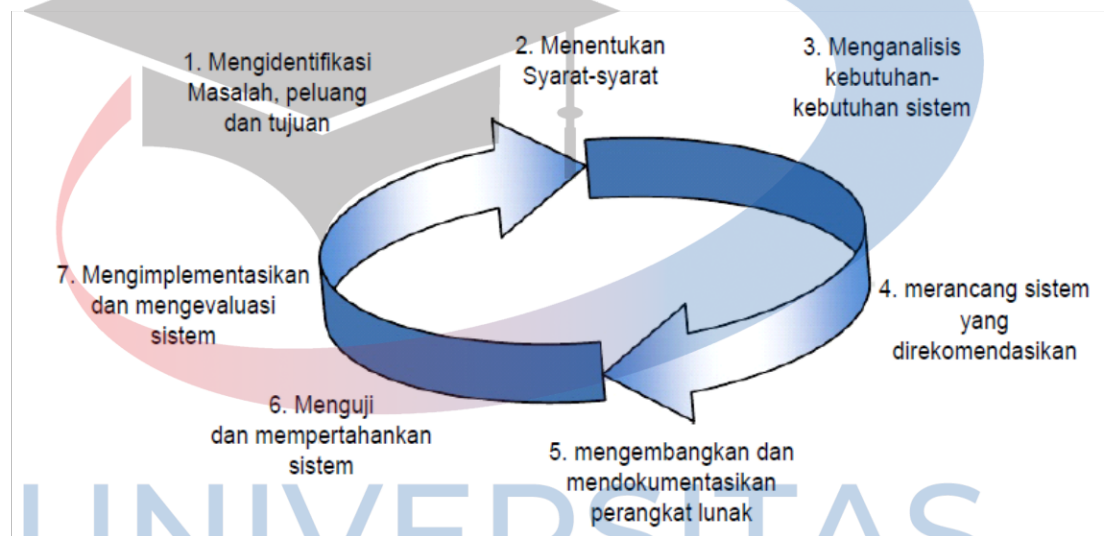 1. Mengidentifikasi
Masalah, peluang
dan tujuan
2. Menentukan
Syarat-syarat
3. Menganalisis
kebutuhan-
kebutuhan sistem
4. merancang sistem
yang
direkomendasikan
5. mengembangkan dan
mendokumentasikan
perangkat lunak
6. Menguji
dan mempertahankan
sistem
7. Mengimplementasikan
dan mengevaluasi
sistem
UNIVERSITAS